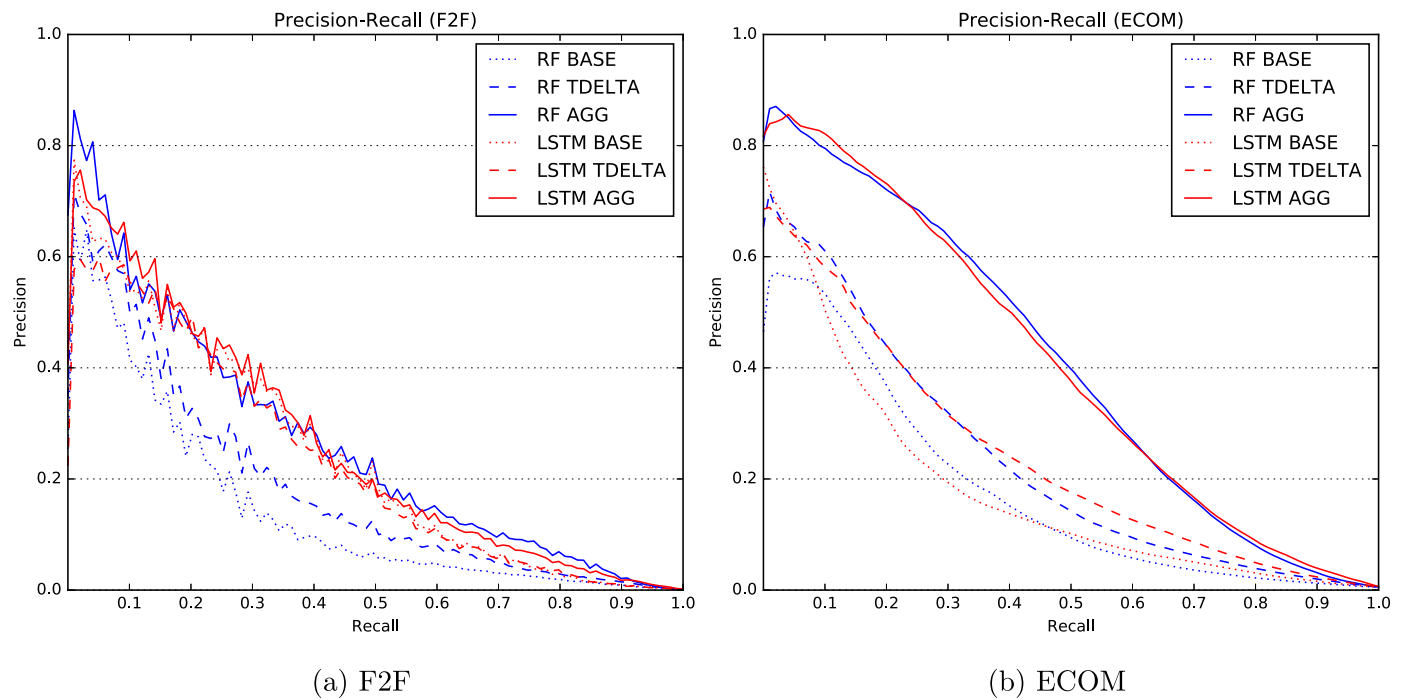 Precision-Recall (F2F)
1.0
0.8
0.6
0.4
0.2
0.0
Precision
RF BASE
RF TDELTA
RF AGG
LSTM BASE
LSTM TDELTA
LSTM AGG
0.1 0.2 0.3 0.4 0.5 0.6 0.7 0.8 0.9 1.0
Recall
(a) F2F
Precision-Recall (ECOM)
1.0
0.8
0.6
0.4
0.2
0.0
Precision
RF BASE
RF TDELTA
RF AGG
LSTM BASE
LSTM TDELTA
LSTM AGG
0.1 0.2 0.3 0.4 0.5 0.6 0.7 0.8 0.9 1.0
Recall
(b) ECOM